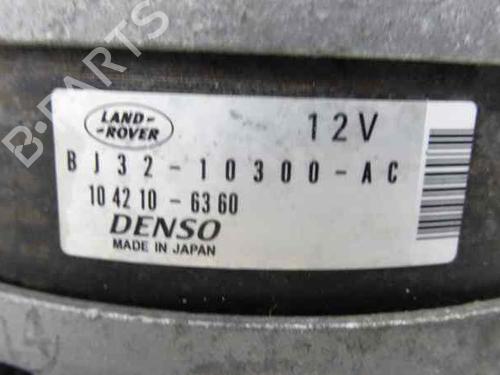 B-PARTS
LAND-
-ROVER
12V
BJ32-10300-AC
104210-6360
DENSO
MADE IN JAPAN